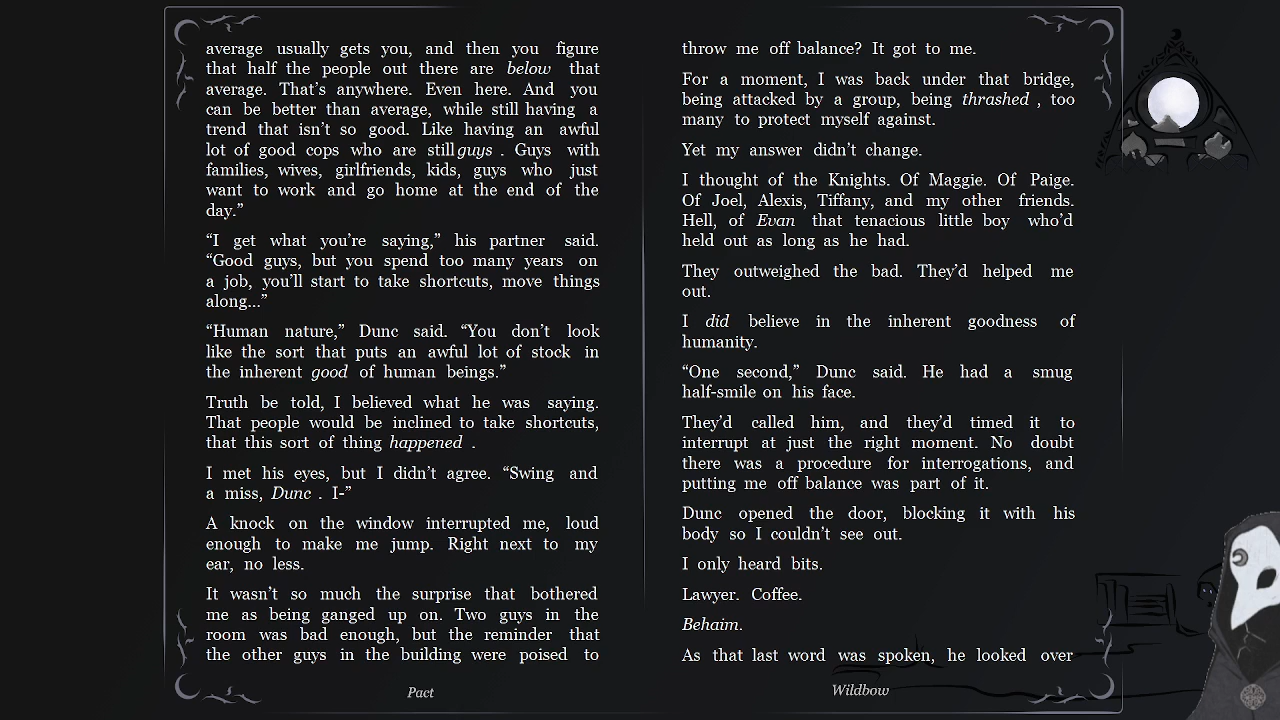 average usually gets you, and then you figure
that half the people out there are below that
average. That’s anywhere. Even here. And you
can be better than average, while still having a
trend that isn’t so good. Like having an awful
lot of good cops who are still guys . Guys with
families, wives, girlfriends, kids, guys who just
want to work and go home at the end of the
day.”
“I get what you’re saying,” his partner said.
“Good guys, but you spend too many years on
a job, you’ll start to take shortcuts, move things
along...”
“Human nature,” Dunc said. “You don’t look
like the sort that puts an awful lot of stock in
the inherent good of human beings.”
Truth be told, I believed what he was saying.
That people would be inclined to take shortcuts,
that this sort of thing happened .
I met his eyes, but I didn’t agree. “Swing and
a miss, Dunc . I-”
A knock on the window interrupted me, loud
enough to make me jump. Right next to my
ear, no less.
It wasn’t so much the surprise that bothered
me as being ganged up on. Two guys in the
room was bad enough, but the reminder that
the other guys in the building were poised to
Pact
throw me off balance? It got to me.
For a moment, I was back under that bridge,
being attacked by a group, being thrashed , too
many to protect myself against.
Yet my answer didn’t change.
I thought of the Knights. Of Maggie. Of Paige.
Of Joel, Alexis, Tiffany, and my other friends.
Hell, of Evan that tenacious little boy who’d
held out as long as he had.
They outweighed the bad. They’d helped me
out.
I did believe in the inherent goodness of
humanity.
“One second,” Dunc said. He had a smug
half-smile on his face.
They’d called him, and they’d timed it to
interrupt at just the right moment. No doubt
there was a procedure for interrogations, and
putting me off balance was part of it.
Dunc opened the door, blocking it with his
body so I couldn’t see out.
I only heard bits.
Lawyer. Coffee.
Behaim.
As that last word was spoken, he looked over
Wildbow